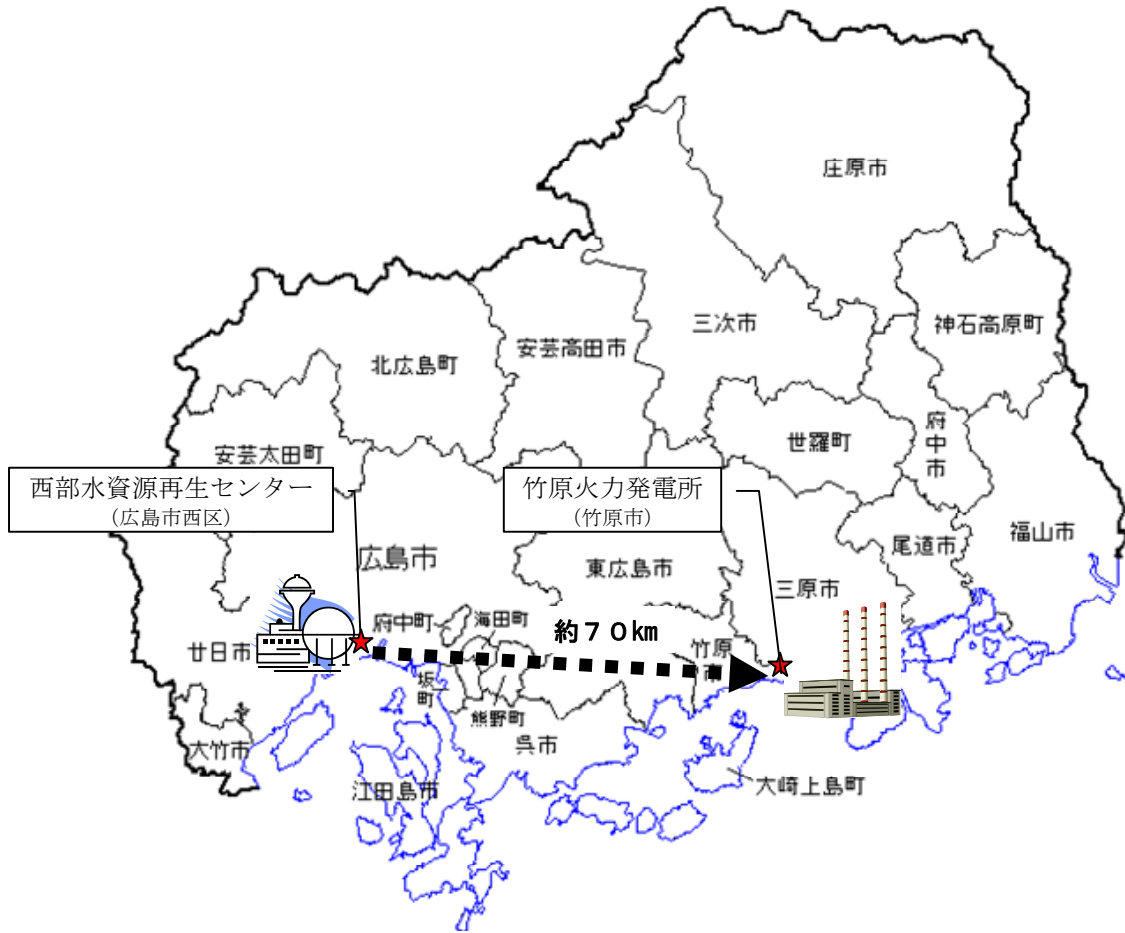 庄原市
三次市
神石高原町
安芸高田市
北広島町
世羅町
府中市
安芸太田町
西部水資源再生センター
(広島市西区)
竹原火力発電所
(竹原市)
福山市
尾道市
広島市
東広島市
三原市
府中町
海田町
約70km
竹原市
廿日市
坂町
熊野町
呉市
大竹市
江田島市
大崎上島町